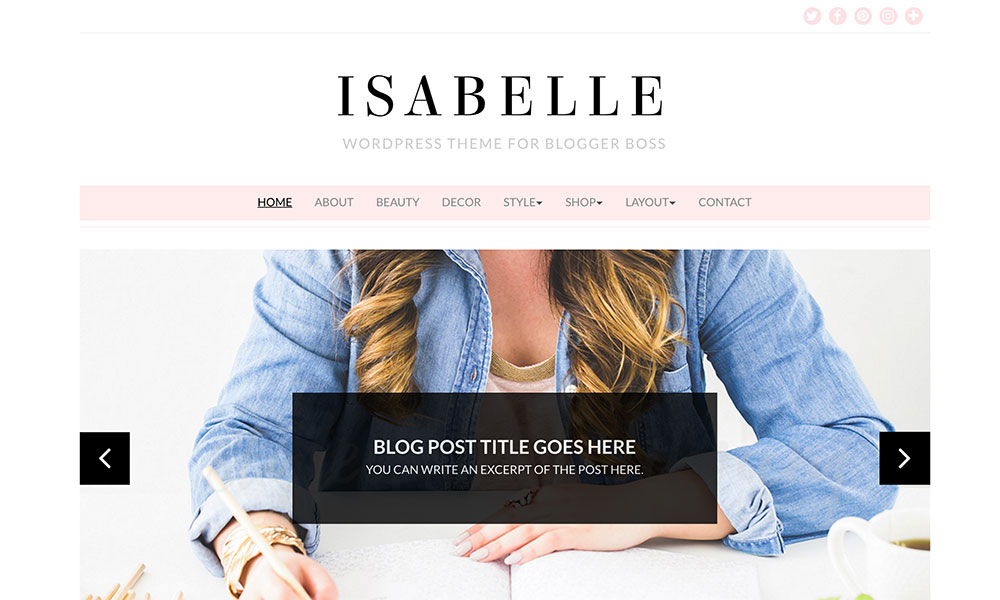 ISABELLE
WORDPRESS THEME FOR BLOGGER BOSS
HOME ABOUT BEAUTY DECOR STYLE SHOP LAYOUT CONTACT
BLOG POST TITLE GOES HERE
YOU CAN WRITE AN EXCERPT OF THE POST HERE.